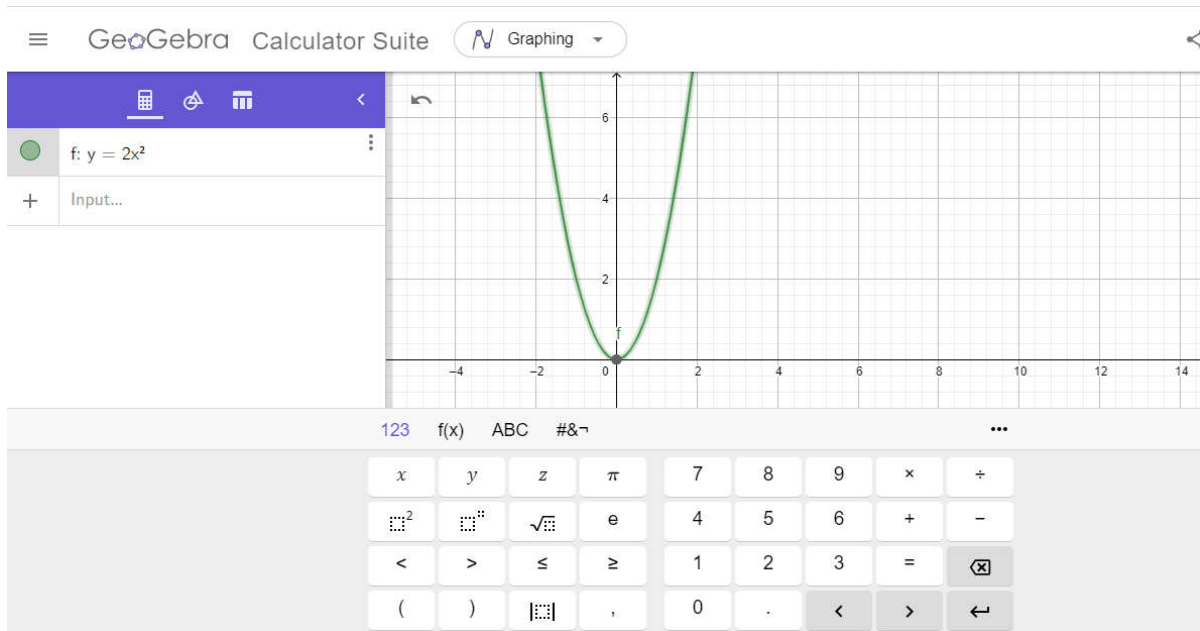 GeoGebra Calculator Suite Graphing
f: y = 2x²
+ Input...
6
4
2
f
−4 −2 0 2 4 6 8 10 12 14
123 f(x) ABC #&¬ •••
x y z π 7 8 9 × ÷
□² □ⁿ √□ e 4 5 6 + −
< > ≤ ≥ 1 2 3 =
( ) |□| , 0 . < >